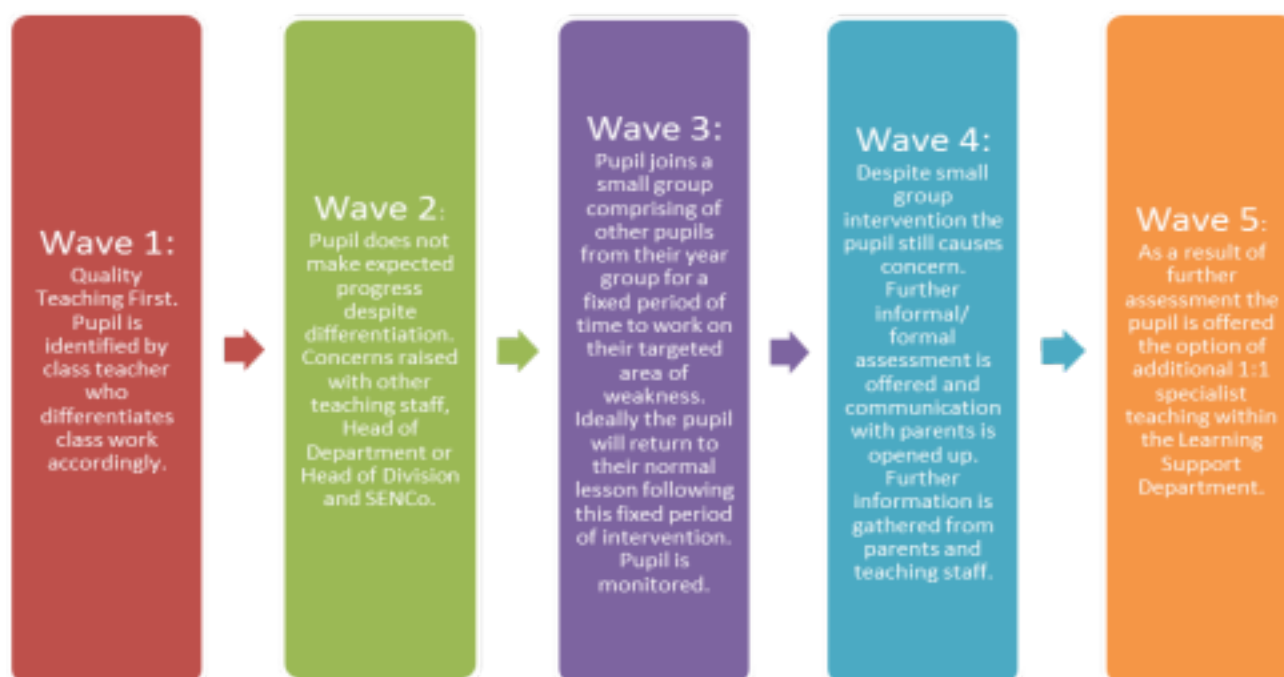 Wave 1:
Quality
Teaching First.
Pupil is
identified by
class teacher
who
differentiates
class work
accordingly.
Wave 2:
Pupil does not
make expected
progress
despite
differentiation.
Concerns raised
with other
teaching staff,
Head of
Department or
Head of Division
and SENCo.
Wave 3:
Pupil joins a
small group
comprising of
other pupils
from their year
group for a
fixed period of
time to work on
their targeted
area of
weakness.
Ideally the pupil
will return to
their normal
lesson following
this fixed period
of intervention.
Pupil is
monitored.
Wave 4:
Despite small
group
intervention the
pupil still causes
concern.
Further
informal/
formal
assessment is
offered and
communication
with parents is
opened up.
Further
information is
gathered from
parents and
teaching staff.
Wave 5:
As a result of
further
assessment the
pupil is offered
the option of
additional 1:1
specialist
teaching within
the Learning
Support
Department.